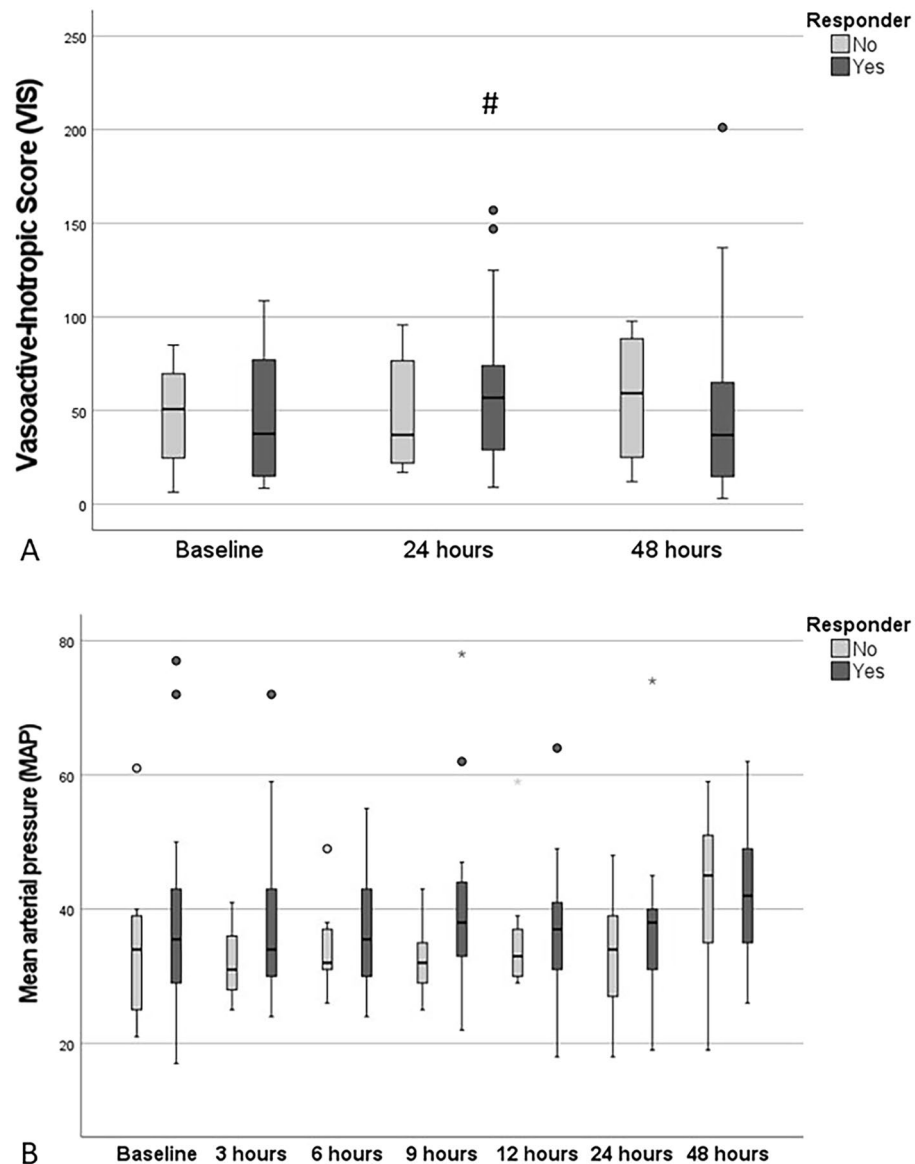 Responder
No
Yes
Vasoactive-Inotropic Score (VIS)
250
200
150
100
50
0
#
Baseline 24 hours 48 hours
A
Responder
No
Yes
Mean arterial pressure (MAP)
80
60
40
20
*
*
*
Baseline 3 hours 6 hours 9 hours 12 hours 24 hours 48 hours
B